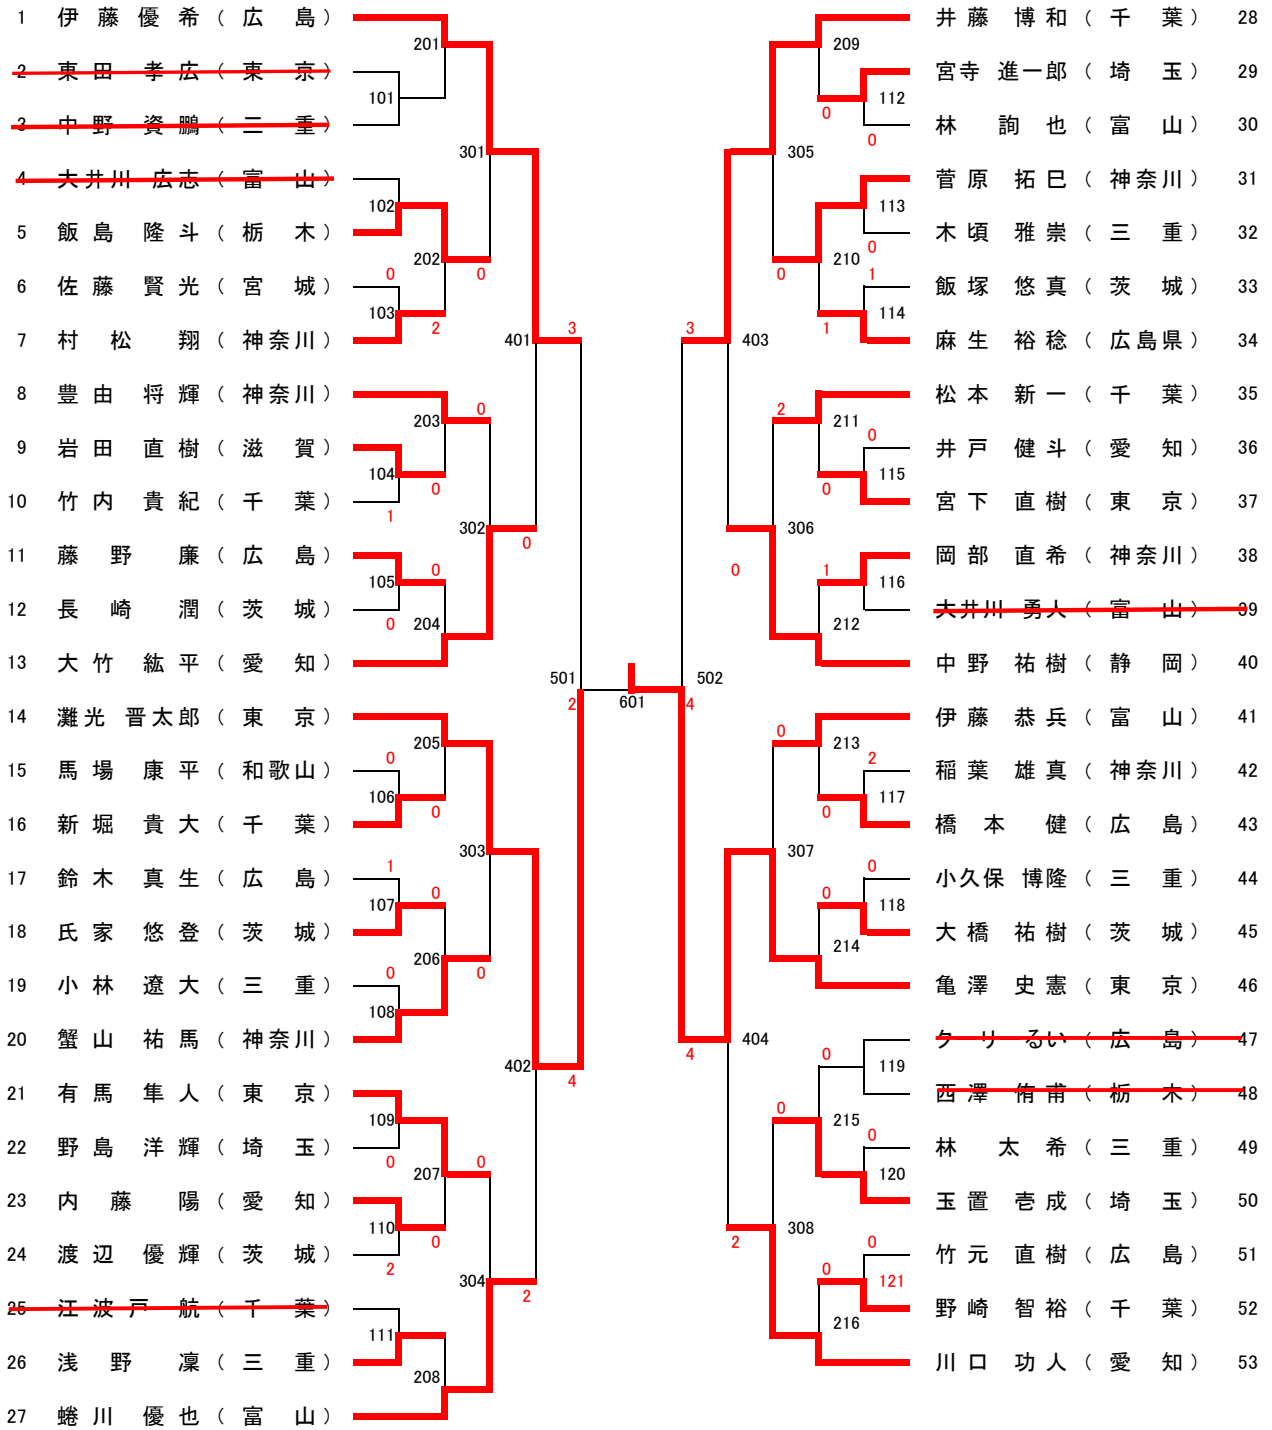 1 伊藤優希（広島）
2 東田孝広（東京）
3 中野資鵬（三重）
4 大井川広志（富山）
5 飯島隆斗（栃木）
6 佐藤賢光（宮城）
7 村松翔（神奈川）
8 豊由将輝（神奈川）
9 岩田直樹（滋賀）
10 竹内貴紀（千葉）
11 藤野廉（広島）
12 長崎潤（茨城）
13 大竹紘平（愛知）
14 灘光晋太郎（東京）
15 馬場康平（和歌山）
16 新堀貴大（千葉）
17 鈴木真生（広島）
18 氏家悠登（茨城）
19 小林遼大（三重）
20 蟹山祐馬（神奈川）
21 有馬隼人（東京）
22 野島洋輝（埼玉）
23 内藤陽（愛知）
24 渡辺優輝（茨城）
25 江波戸航（千葉）
26 浅野凜（三重）
27 蜷川優也（富山）
201
101
301
102
202
0
0
103
2
401
3
203
0
104
0
1
302
0
105
0
0
204
501
2
205
0
106
0
303
1
107
0
206
0
0
108
402
4
109
0
207
0
110
0
2
304
2
111
208
601
209
112
0
0
305
113
0
210
0
1
114
1
3
403
2
211
0
115
0
306
0
1
116
212
502
4
0
213
2
117
0
307
0
0
118
214
404
4
0
119
0
215
0
120
308
2
0
0
121
216
井藤博和（千葉） 28
宮寺進一郎（埼玉） 29
林詢也（富山） 30
菅原拓巳（神奈川） 31
木頃雅崇（三重） 32
飯塚悠真（茨城） 33
麻生裕稔（広島県） 34
松本新一（千葉） 35
井戸健斗（愛知） 36
宮下直樹（東京） 37
岡部直希（神奈川） 38
大井川勇人（富山） 39
中野祐樹（静岡） 40
伊藤恭兵（富山） 41
稲葉雄真（神奈川） 42
橋本健（広島） 43
小久保博隆（三重） 44
大橋祐樹（茨城） 45
亀澤史憲（東京） 46
クリーるい（広島） 47
西澤侑甫（栃木） 48
林太希（三重） 49
玉置壱成（埼玉） 50
竹元直樹（広島） 51
野崎智裕（千葉） 52
川口功人（愛知） 53